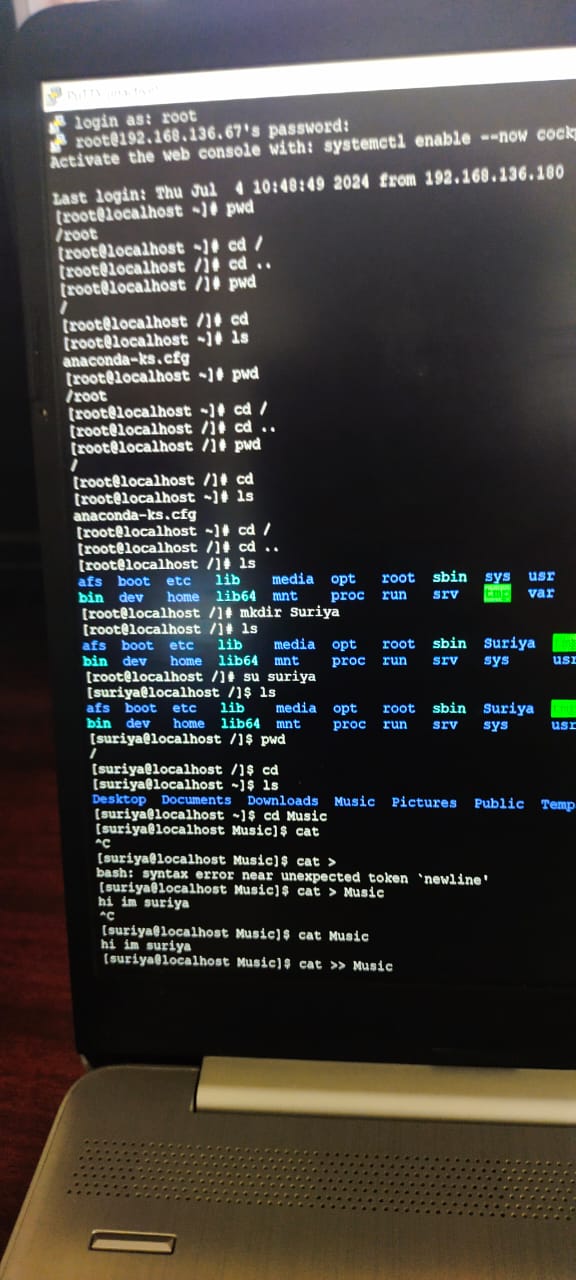 PuTTY (inactive)
login as: root
root@192.168.136.67's password:
Activate the web console with: systemctl enable --now cock
Last login: Thu Jul  4 10:48:49 2024 from 192.168.136.180
[root@localhost ~]# pwd
/root
[root@localhost ~]# cd /
[root@localhost /]# cd ..
[root@localhost /]# pwd
/
[root@localhost /]# cd
[root@localhost ~]# ls
anaconda-ks.cfg
[root@localhost ~]# pwd
/root
[root@localhost ~]# cd /
[root@localhost /]# cd ..
[root@localhost /]# pwd
/
[root@localhost /]# cd
[root@localhost ~]# ls
anaconda-ks.cfg
[root@localhost ~]# cd /
[root@localhost /]# cd ..
[root@localhost /]# ls
afs boot etc lib media opt root sbin sys usr
bin dev home lib64 mnt proc run srv tmp var
[root@localhost /]# mkdir Suriya
[root@localhost /]# ls
afs boot etc lib media opt root sbin Suriya
bin dev home lib64 mnt proc run srv sys usr
[root@localhost /]# su suriya
[suriya@localhost /]$ ls
afs boot etc lib media opt root sbin Suriya
bin dev home lib64 mnt proc run srv sys usr
[suriya@localhost /]$ pwd
/
[suriya@localhost /]$ cd
[suriya@localhost ~]$ ls
Desktop Documents Downloads Music Pictures Public Temp
[suriya@localhost ~]$ cd Music
[suriya@localhost Music]$ cat
^C
[suriya@localhost Music]$ cat >
bash: syntax error near unexpected token `newline'
[suriya@localhost Music]$ cat > Music
hi im suriya
^C
[suriya@localhost Music]$ cat Music
hi im suriya
[suriya@localhost Music]$ cat >> Music